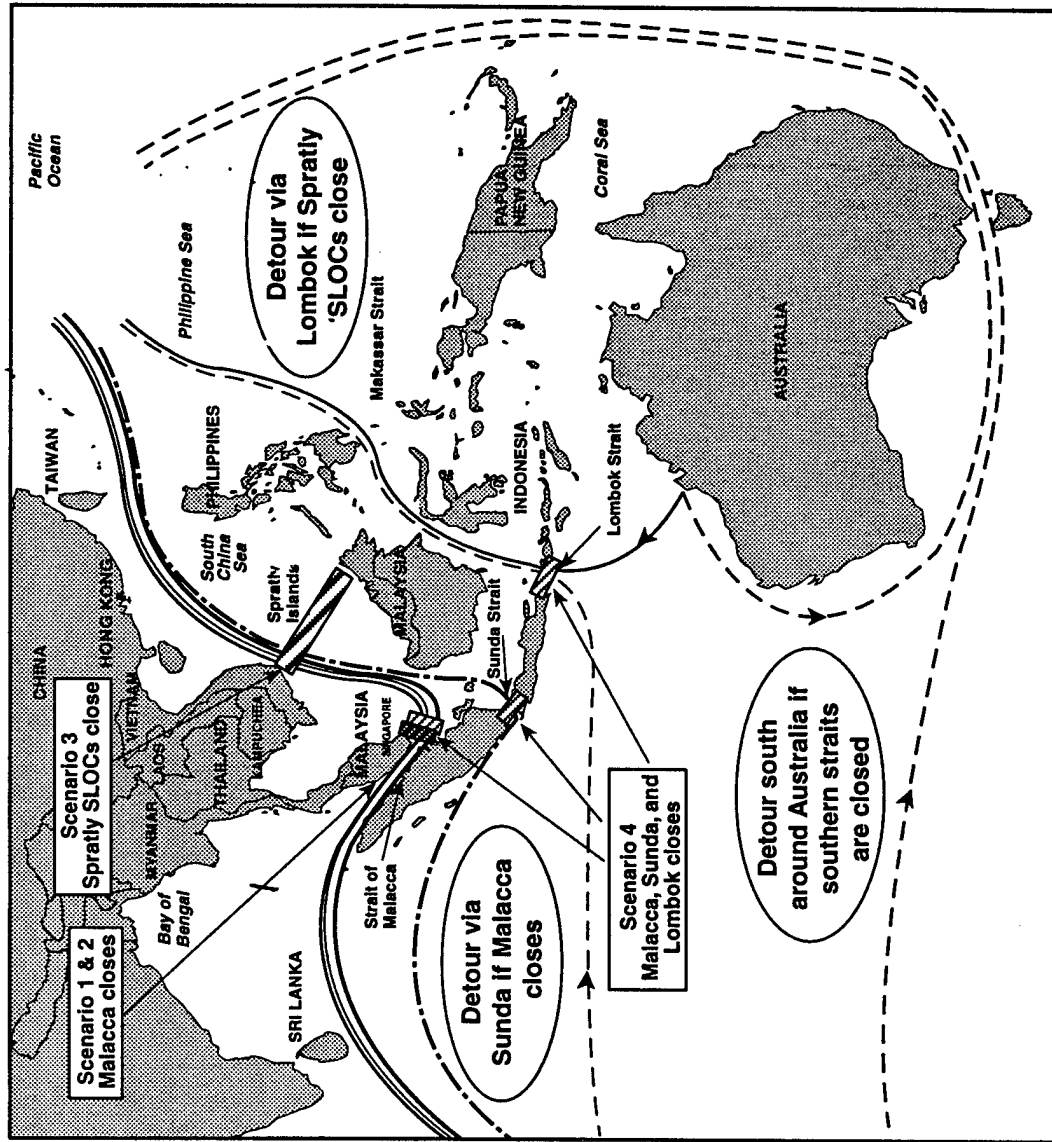 Pacific
Ocean
TAIWAN
CHINA
HONG KONG
Philippine Sea
Detour via
Lombok if Spratly
'SLOCs close
Scenario 3
Spratly SLOCs close
VIETNAM
LAOS
THAILAND
KAMPUCHEA
MYANMAR
South
China
Sea
PHILIPPINES
Spratly
Islands
Makassar Strait
PAPUA
NEW GUINEA
Scenario 1 & 2
Malacca closes
Bay of
Bengal
MALAYSIA
SINGAPORE
MALAYSIA
INDONESIA
Coral Sea
SRI LANKA
Strait of
Malacca
Sunda Strait
Lombok Strait
Detour via
Sunda if Malacca
closes
Scenario 4
Malacca, Sunda, and
Lombok closes
AUSTRALIA
Detour south
around Australia if
southern straits
are closed